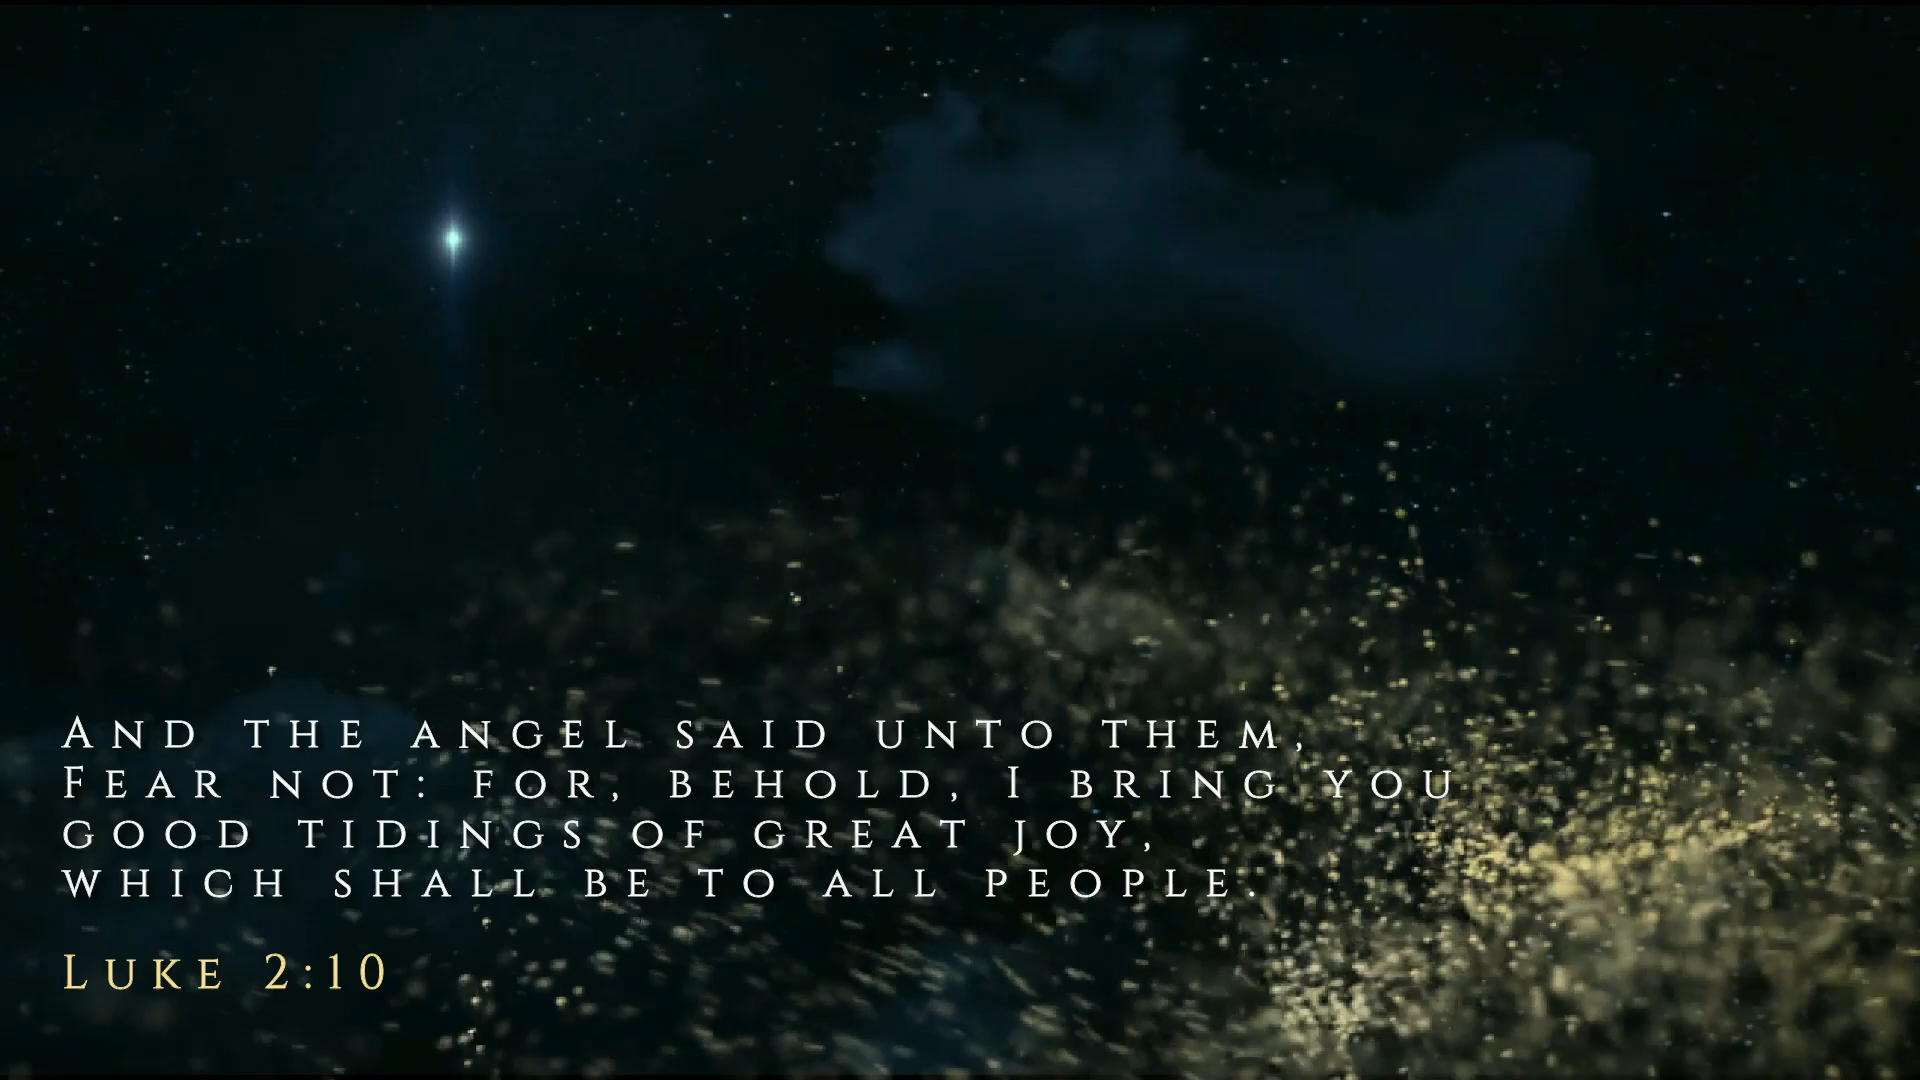 And the angel said unto them,
Fear not: for, behold, I bring you
good tidings of great joy,
which shall be to all people.
Luke 2:10